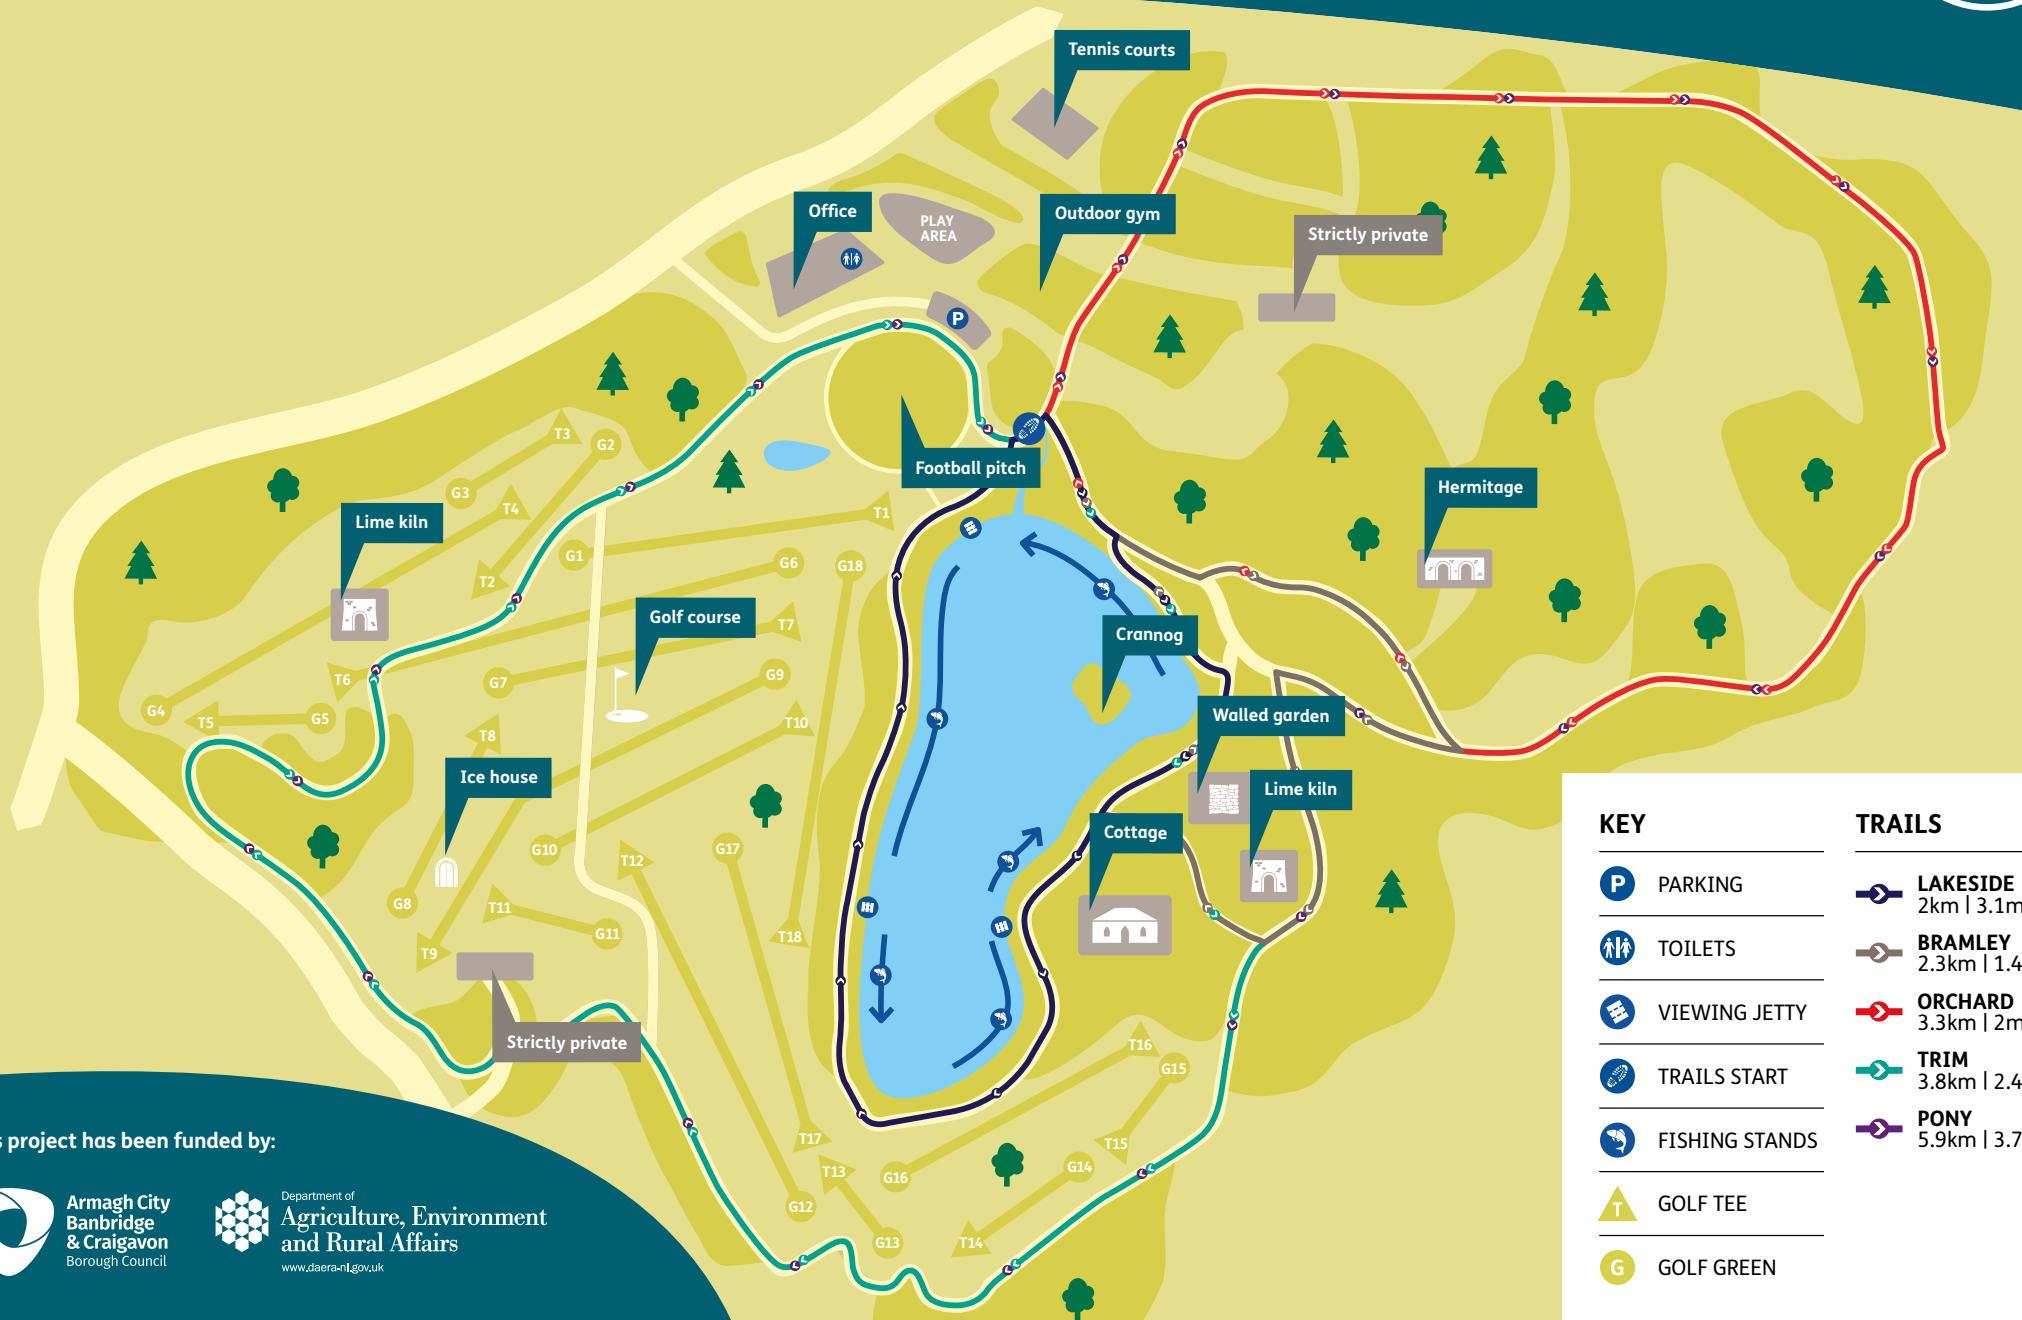 Tennis courts
Office
PLAY
AREA
Outdoor gym
Strictly private
P
Football pitch
Hermitage
Lime kiln
Golf course
Crannog
Walled garden
Lime kiln
Ice house
Cottage
Strictly private
T3
G2
G3
T4
T1
G1
T2
G6
G18
T7
T6
G7
G9
G4
T5
G5
T8
T10
G10
T12
G17
G8
T11
G11
T9
T18
T16
G15
T17
T15
T13
G16
G14
G12
G13
T14
KEY
P PARKING
TOILETS
VIEWING JETTY
TRAILS START
FISHING STANDS
T GOLF TEE
G GOLF GREEN
TRAILS
LAKESIDE
2km | 3.1m
BRAMLEY
2.3km | 1.4
ORCHARD
3.3km | 2m
TRIM
3.8km | 2.4
PONY
5.9km | 3.7
s project has been funded by:
Armagh City
Banbridge
& Craigavon
Borough Council
Department of
Agriculture, Environment
and Rural Affairs
www.daera-ni.gov.uk